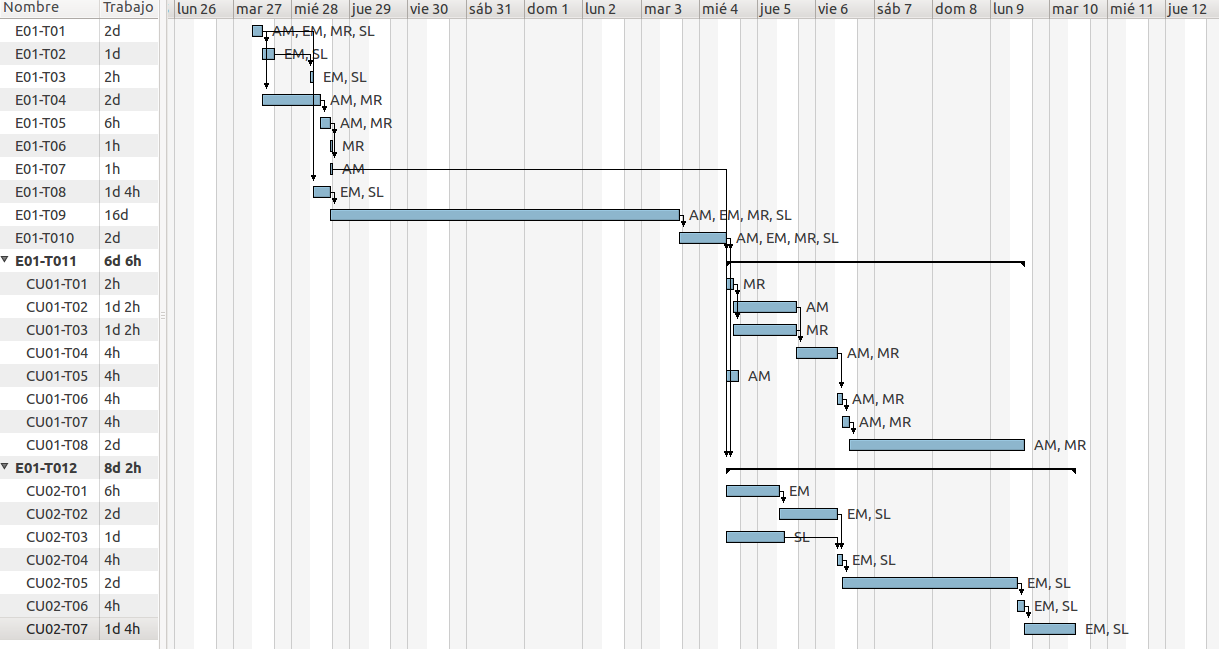 Nombre Trabajo lun 26 mar 27 mié 28 jue 29 vie 30 sáb 31 dom 1 lun 2 mar 3 mié 4 jue 5 vie 6 sáb 7 dom 8 lun 9 mar 10 mié 11 jue 12
E01-T01 2d AM, EM, MR, SL
E01-T02 1d EM, SL
E01-T03 2h EM, SL
E01-T04 2d AM, MR
E01-T05 6h AM, MR
E01-T06 1h MR
E01-T07 1h AM
E01-T08 1d 4h EM, SL
E01-T09 16d AM, EM, MR, SL
E01-T010 2d AM, EM, MR, SL
E01-T011 6d 6h
CU01-T01 2h MR
CU01-T02 1d 2h AM
CU01-T03 1d 2h MR
CU01-T04 4h AM, MR
CU01-T05 4h AM
CU01-T06 4h AM, MR
CU01-T07 4h AM, MR
CU01-T08 2d AM, MR
E01-T012 8d 2h
CU02-T01 6h EM
CU02-T02 2d EM, SL
CU02-T03 1d SL
CU02-T04 4h EM, SL
CU02-T05 2d EM, SL
CU02-T06 4h EM, SL
CU02-T07 1d 4h EM, SL